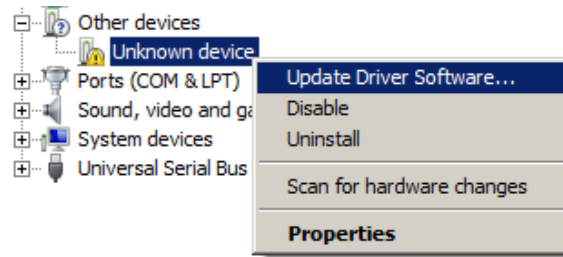 Other devices
Unknown device
Ports (COM & LPT)
Sound, video and ga
System devices
Universal Serial Bus
Update Driver Software...
Disable
Uninstall
Scan for hardware changes
Properties